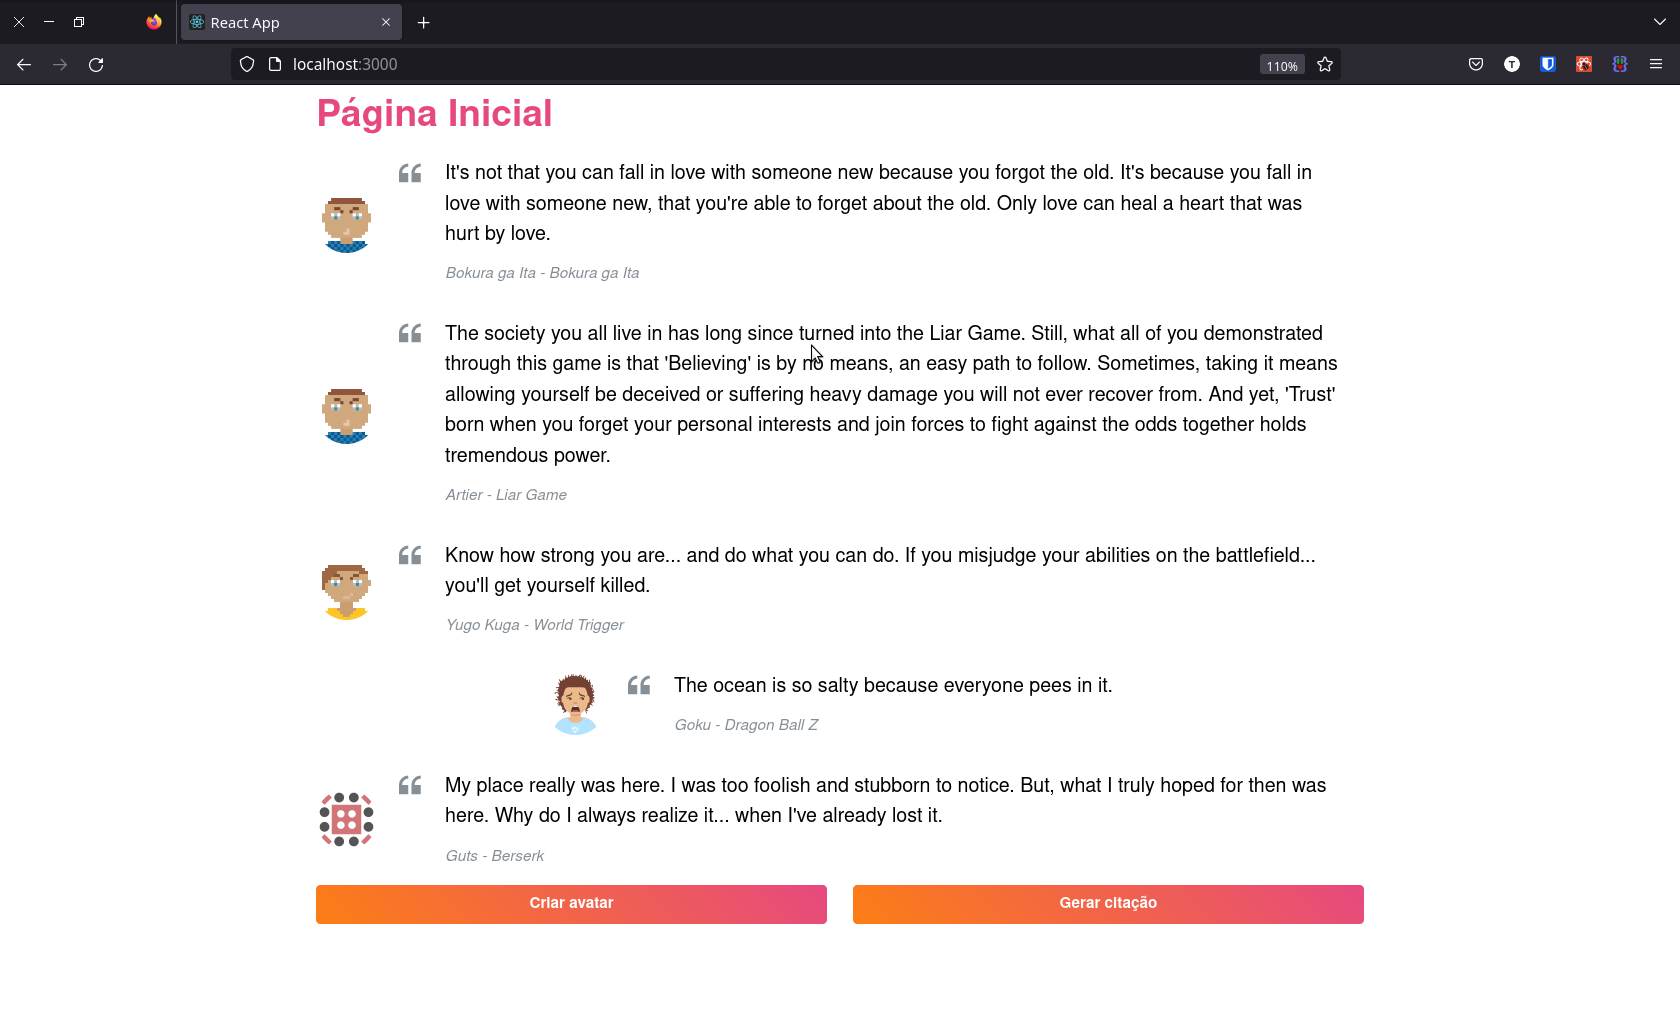 React App
localhost:3000
110%
Página Inicial
It's not that you can fall in love with someone new because you forgot the old. It's because you fall in
love with someone new, that you're able to forget about the old. Only love can heal a heart that was
hurt by love.
Bokura ga Ita - Bokura ga Ita
The society you all live in has long since turned into the Liar Game. Still, what all of you demonstrated
through this game is that 'Believing' is by no means, an easy path to follow. Sometimes, taking it means
allowing yourself be deceived or suffering heavy damage you will not ever recover from. And yet, 'Trust'
born when you forget your personal interests and join forces to fight against the odds together holds
tremendous power.
Artier - Liar Game
Know how strong you are... and do what you can do. If you misjudge your abilities on the battlefield...
you'll get yourself killed.
Yugo Kuga - World Trigger
The ocean is so salty because everyone pees in it.
Goku - Dragon Ball Z
My place really was here. I was too foolish and stubborn to notice. But, what I truly hoped for then was
here. Why do I always realize it... when I've already lost it.
Guts - Berserk
Criar avatar
Gerar citação